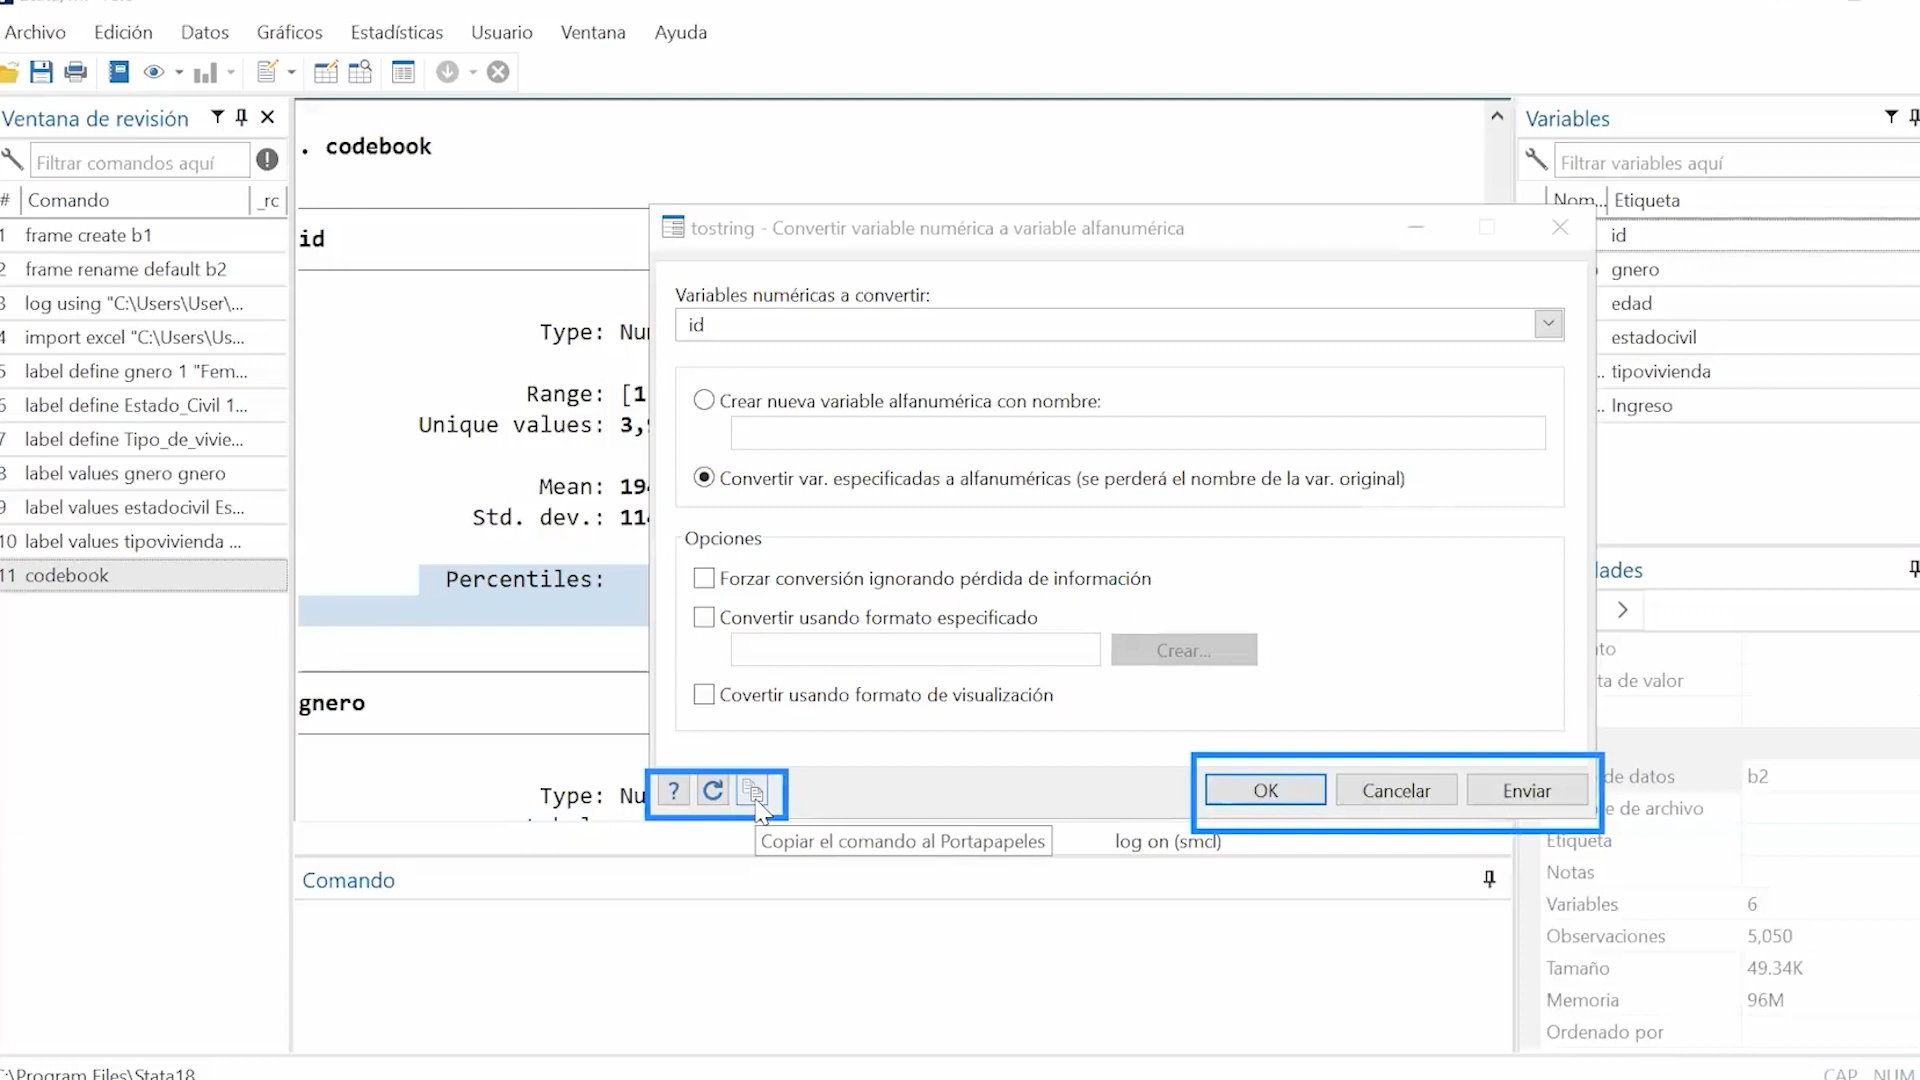 Archivo Edición Datos Gráficos Estadísticas Usuario Ventana Ayuda
Ventana de revisión
Filtrar comandos aquí
# Comando _rc
1 frame create b1
2 frame rename default b2
3 log using "C:\Users\User\...
4 import excel "C:\Users\Us...
5 label define gnero 1 "Fem...
6 label define Estado_Civil 1...
7 label define Tipo_de_vivie...
8 label values gnero gnero
9 label values estadocivil Es...
10 label values tipovivienda ...
11 codebook
. codebook
id
Type:
Range: [1
Unique values: 3,
Mean: 19
Std. dev.: 11
Percentiles:
gnero
Type:
tostring - Convertir variable numérica a variable alfanumérica
Variables numéricas a convertir:
id
Crear nueva variable alfanumérica con nombre:
Convertir var. especificadas a alfanuméricas (se perderá el nombre de la var. original)
Opciones
Forzar conversión ignorando pérdida de información
Convertir usando formato especificado
Crear...
Covertir usando formato de visualización
?
OK Cancelar Enviar
Copiar el comando al Portapapeles
log on (smcl)
Comando
Variables
Filtrar variables aquí
Nom... Etiqueta
id
gnero
edad
estadocivil
tipovivienda
Ingreso
dades
to
ta de valor
de datos b2
e de archivo
Etiqueta
Notas
Variables 6
Observaciones 5,050
Tamaño 49.34K
Memoria 96M
Ordenado por
C:\Program Files\Stata18
CAP NUM